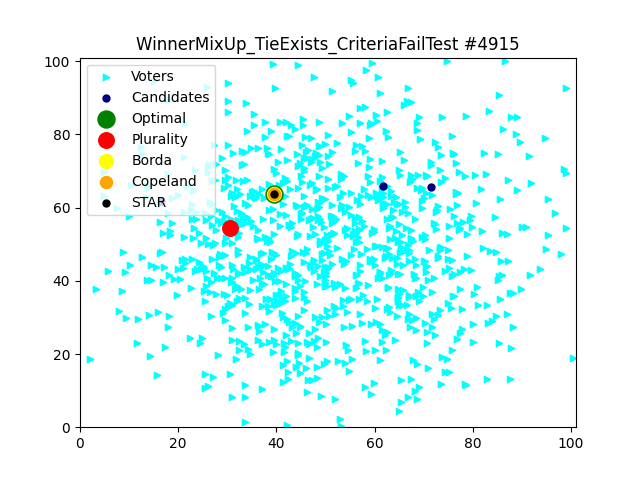 WinnerMixUp_TieExists_CriteriaFailTest #4915
100
80
60
40
20
0
Voters
Candidates
Optimal
Plurality
Borda
Copeland
STAR
0 20 40 60 80 100